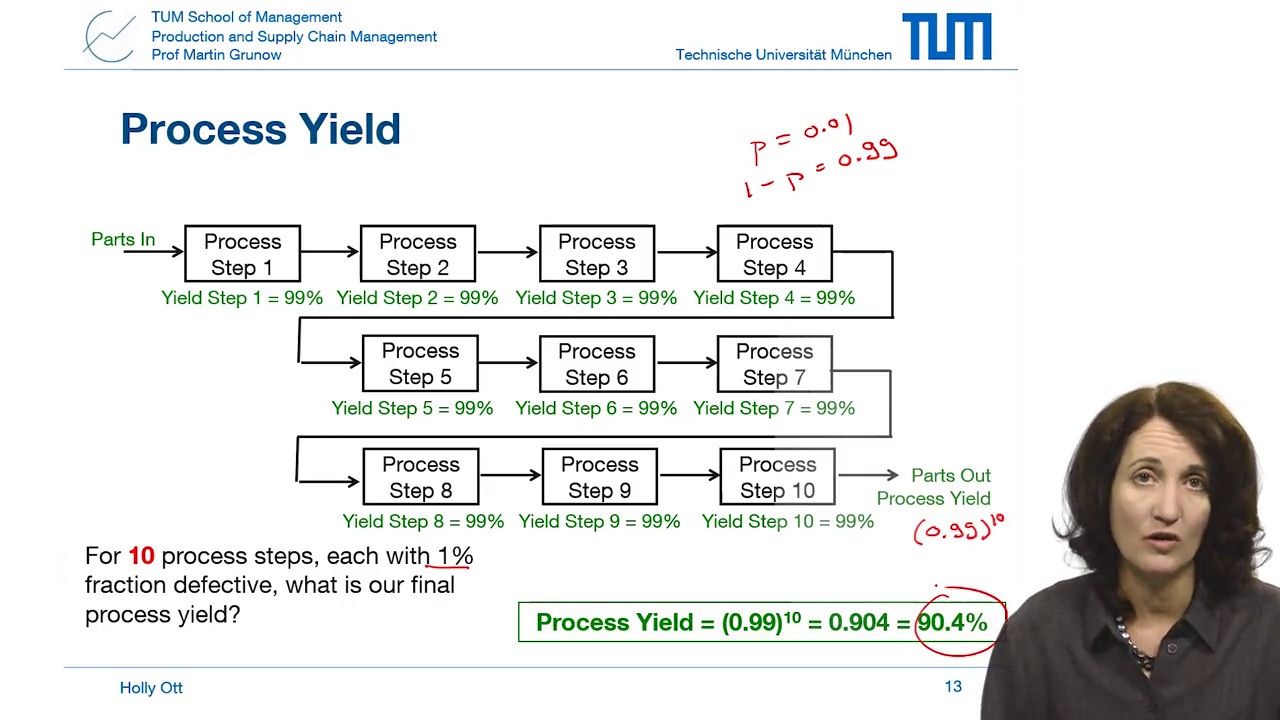 TUM School of Management
Production and Supply Chain Management
Prof Martin Grunow
Technische Universität München
TUM
Process Yield
p = 0.01
1 - p = 0.99
Parts In
Process
Step 1
Process
Step 2
Process
Step 3
Process
Step 4
Yield Step 1 = 99%
Yield Step 2 = 99%
Yield Step 3 = 99%
Yield Step 4 = 99%
Process
Step 5
Process
Step 6
Process
Step 7
Yield Step 5 = 99%
Yield Step 6 = 99%
Yield Step 7 = 99%
Process
Step 8
Process
Step 9
Process
Step 10
Parts Out
Process Yield
Yield Step 8 = 99%
Yield Step 9 = 99%
Yield Step 10 = 99%
(0.99)¹⁰
For 10 process steps, each with 1%
fraction defective, what is our final
process yield?
Process Yield = (0.99)¹⁰ = 0.904 = 90.4%
Holly Ott
13